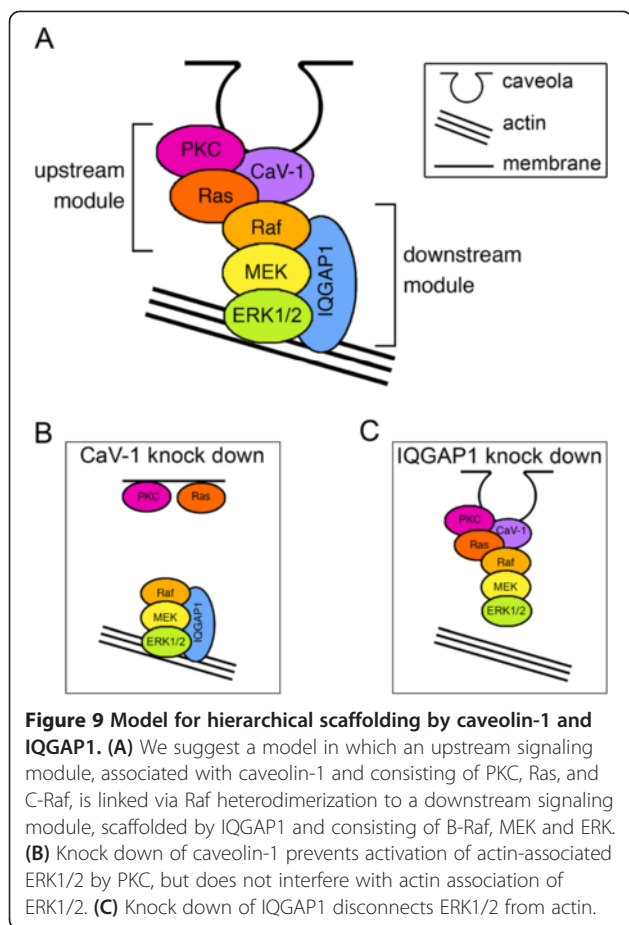 A
caveola
actin
membrane
upstream
module
PKC
CaV-1
Ras
Raf
MEK
ERK1/2
IQGAP1
downstream
module
B
CaV-1 knock down
PKC
Ras
Raf
MEK
ERK1/2
IQGAP1
C
IQGAP1 knock down
PKC
CaV-1
Ras
Raf
MEK
ERK1/2
Figure 9 Model for hierarchical scaffolding by caveolin-1 and
IQGAP1. (A) We suggest a model in which an upstream signaling
module, associated with caveolin-1 and consisting of PKC, Ras, and
C-Raf, is linked via Raf heterodimerization to a downstream signaling
module, scaffolded by IQGAP1 and consisting of B-Raf, MEK and ERK.
(B) Knock down of caveolin-1 prevents activation of actin-associated
ERK1/2 by PKC, but does not interfere with actin association of
ERK1/2. (C) Knock down of IQGAP1 disconnects ERK1/2 from actin.